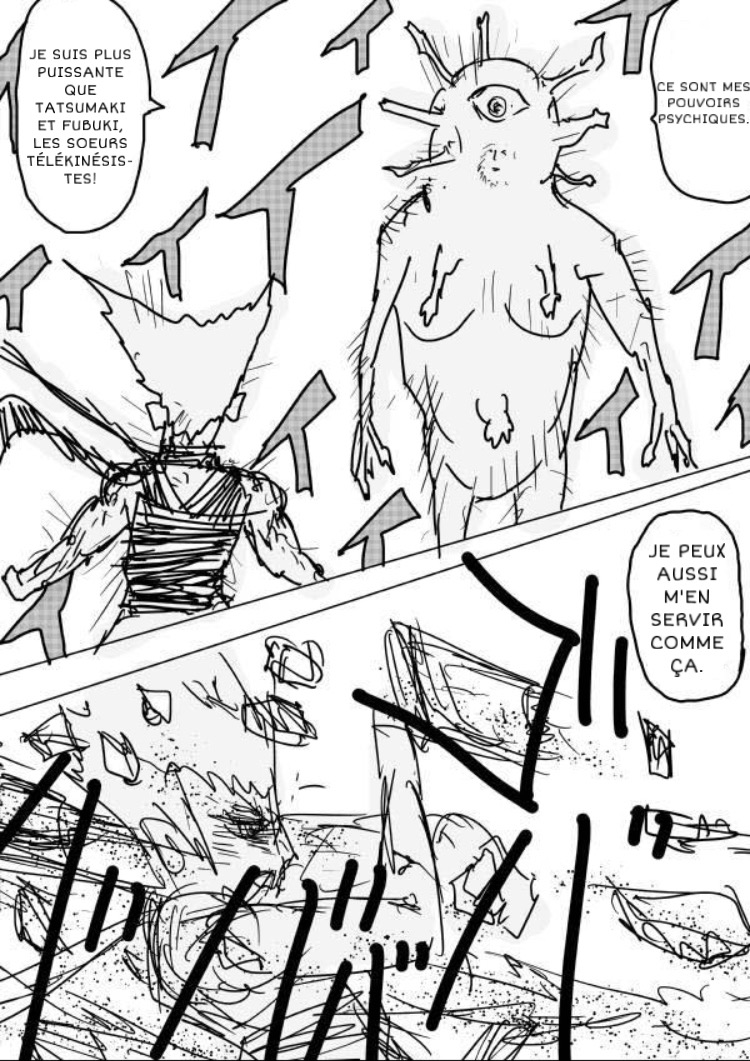 CE SONT MES
POUVOIRS
PSYCHIQUES.
JE SUIS PLUS
PUISSANTE
QUE
TATSUMAKI
ET FUBUKI,
LES SOEURS
TÉLÉKINÉSIS-
TES!
JE PEUX
AUSSI
M'EN
SERVIR
COMME
ÇA.